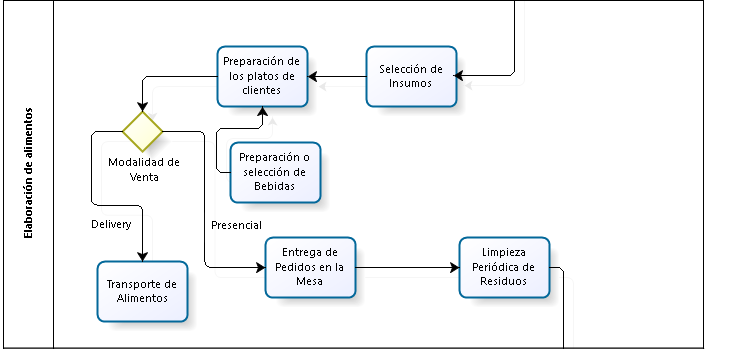 Elaboración de alimentos
Preparación de
los platos de
clientes
Selección de
Insumos
Modalidad de
Venta
Preparación o
selección de
Bebidas
Delivery
Presencial
Transporte de
Alimentos
Entrega de
Pedidos en la
Mesa
Limpieza
Periódica de
Residuos